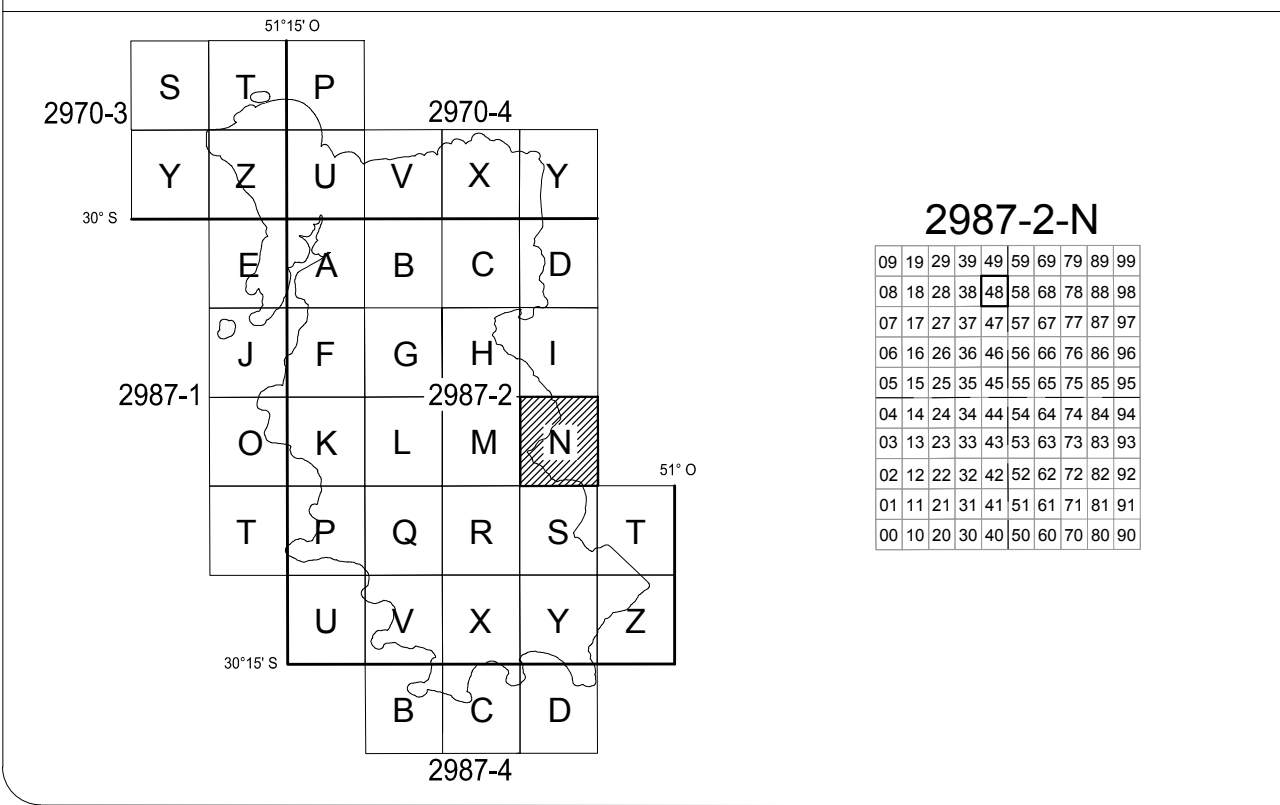 51°15' O
S T P
2970-3 2970-4
Y Z U V X Y
30° S
E A B C D
J F G H I
2987-1 2987-2
O K L M N
51° O
T P Q R S T
U V X Y Z
30°15' S
B C D
2987-4
2987-2-N
09 19 29 39 49 59 69 79 89 99
08 18 28 38 48 58 68 78 88 98
07 17 27 37 47 57 67 77 87 97
06 16 26 36 46 56 66 76 86 96
05 15 25 35 45 55 65 75 85 95
04 14 24 34 44 54 64 74 84 94
03 13 23 33 43 53 63 73 83 93
02 12 22 32 42 52 62 72 82 92
01 11 21 31 41 51 61 71 81 91
00 10 20 30 40 50 60 70 80 90